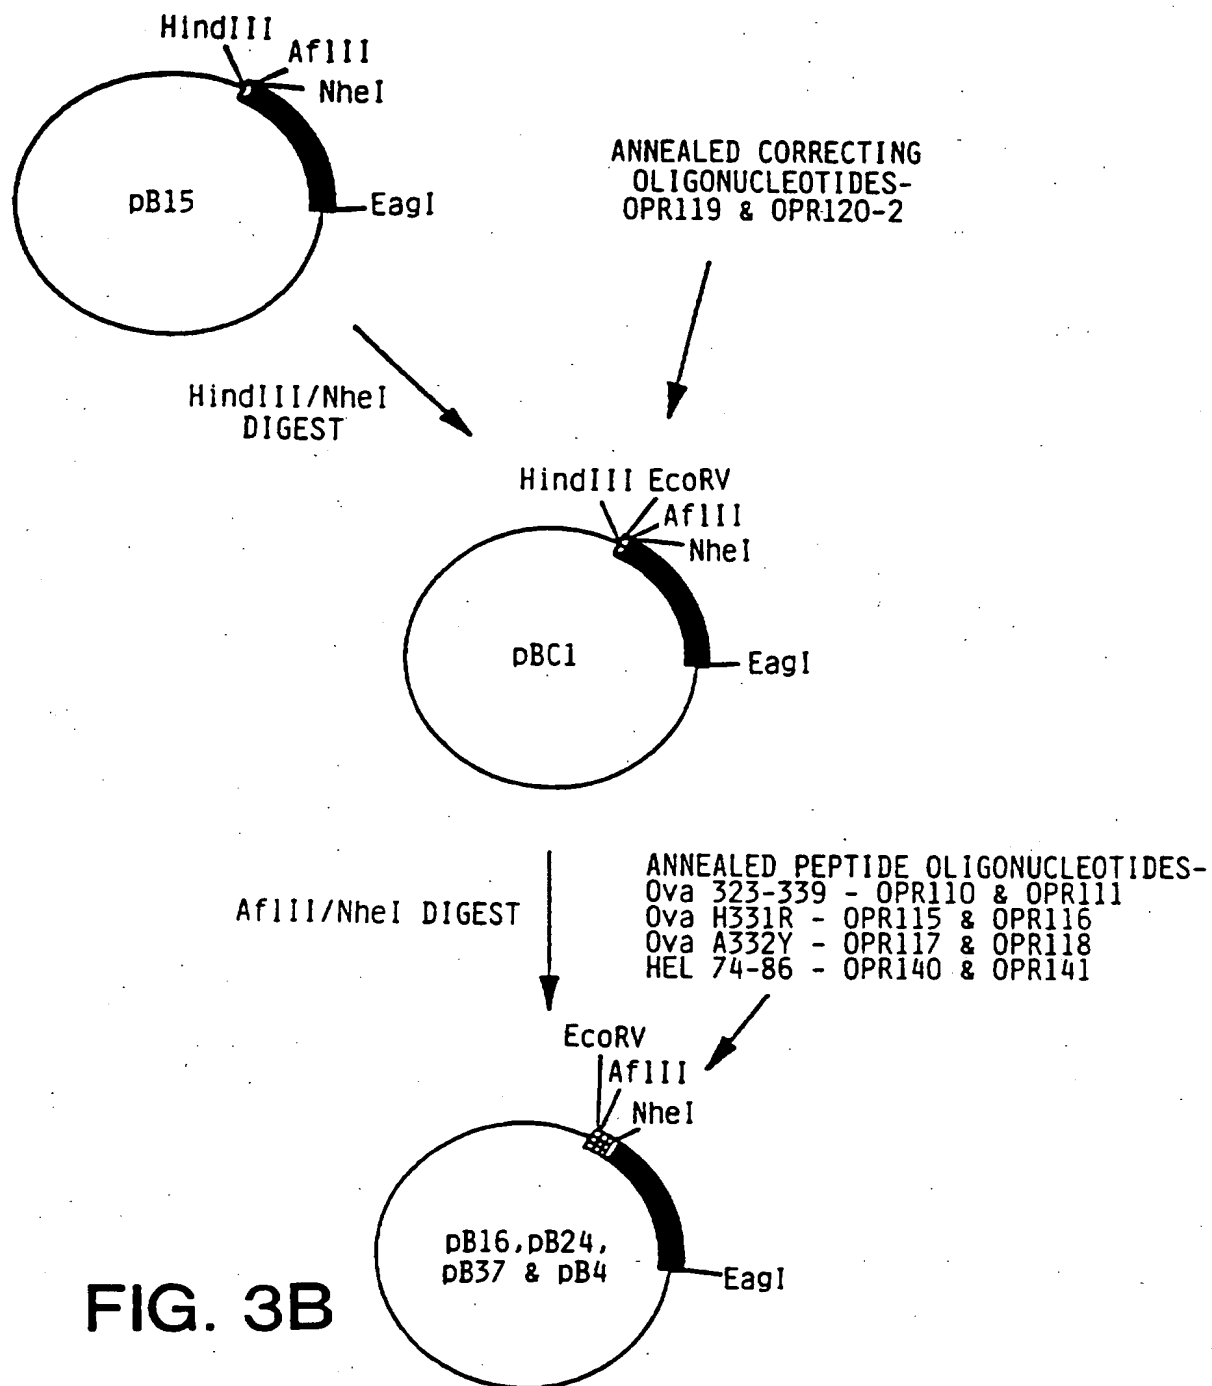 HindIII
AflII
NheI
pB15
EagI
ANNEALED CORRECTING
OLIGONUCLEOTIDES-
OPR119 & OPR120-2
HindIII/NheI
DIGEST
HindIII EcoRV
AflII
NheI
pBC1
EagI
AflII/NheI DIGEST
ANNEALED PEPTIDE OLIGONUCLEOTIDES-
Ova 323-339 - OPR110 & OPR111
Ova H331R - OPR115 & OPR116
Ova A332Y - OPR117 & OPR118
HEL 74-86 - OPR140 & OPR141
EcoRV
AflII
NheI
pB16,pB24,
pB37 & pB4
EagI
FIG. 3B